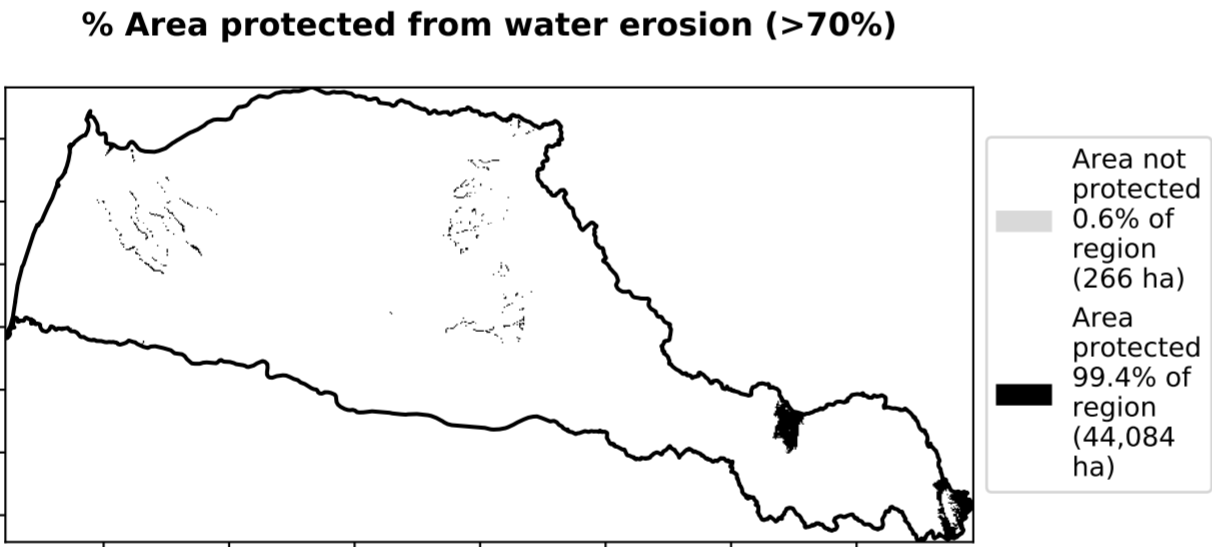 % Area protected from water erosion (>70%)
Area not
protected
0.6% of
region
(266 ha)
Area
protected
99.4% of
region
(44,084
ha)